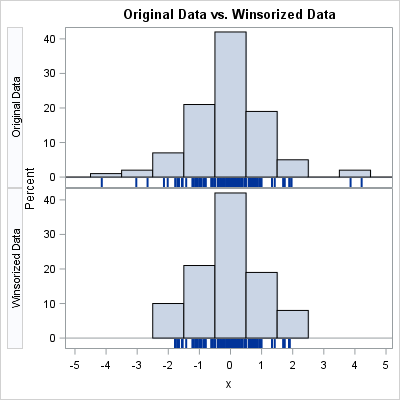 Original Data vs. Winsorized Data
Original Data
40
30
20
10
0
Percent
Winsorized Data
40
30
20
10
0
-5 -4 -3 -2 -1 0 1 2 3 4 5
x